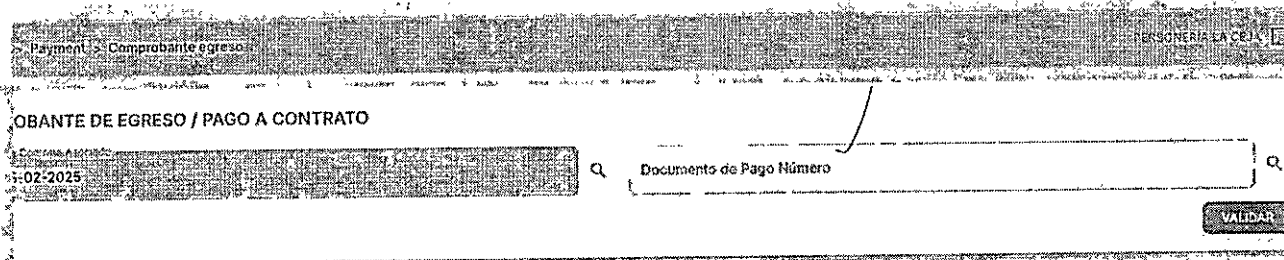 > Payment > Comprobante egreso
PERSONERIA LA CEJA
OBANTE DE EGRESO / PAGO A CONTRATO
-02-2025
Documento de Pago Número
VALIDAR